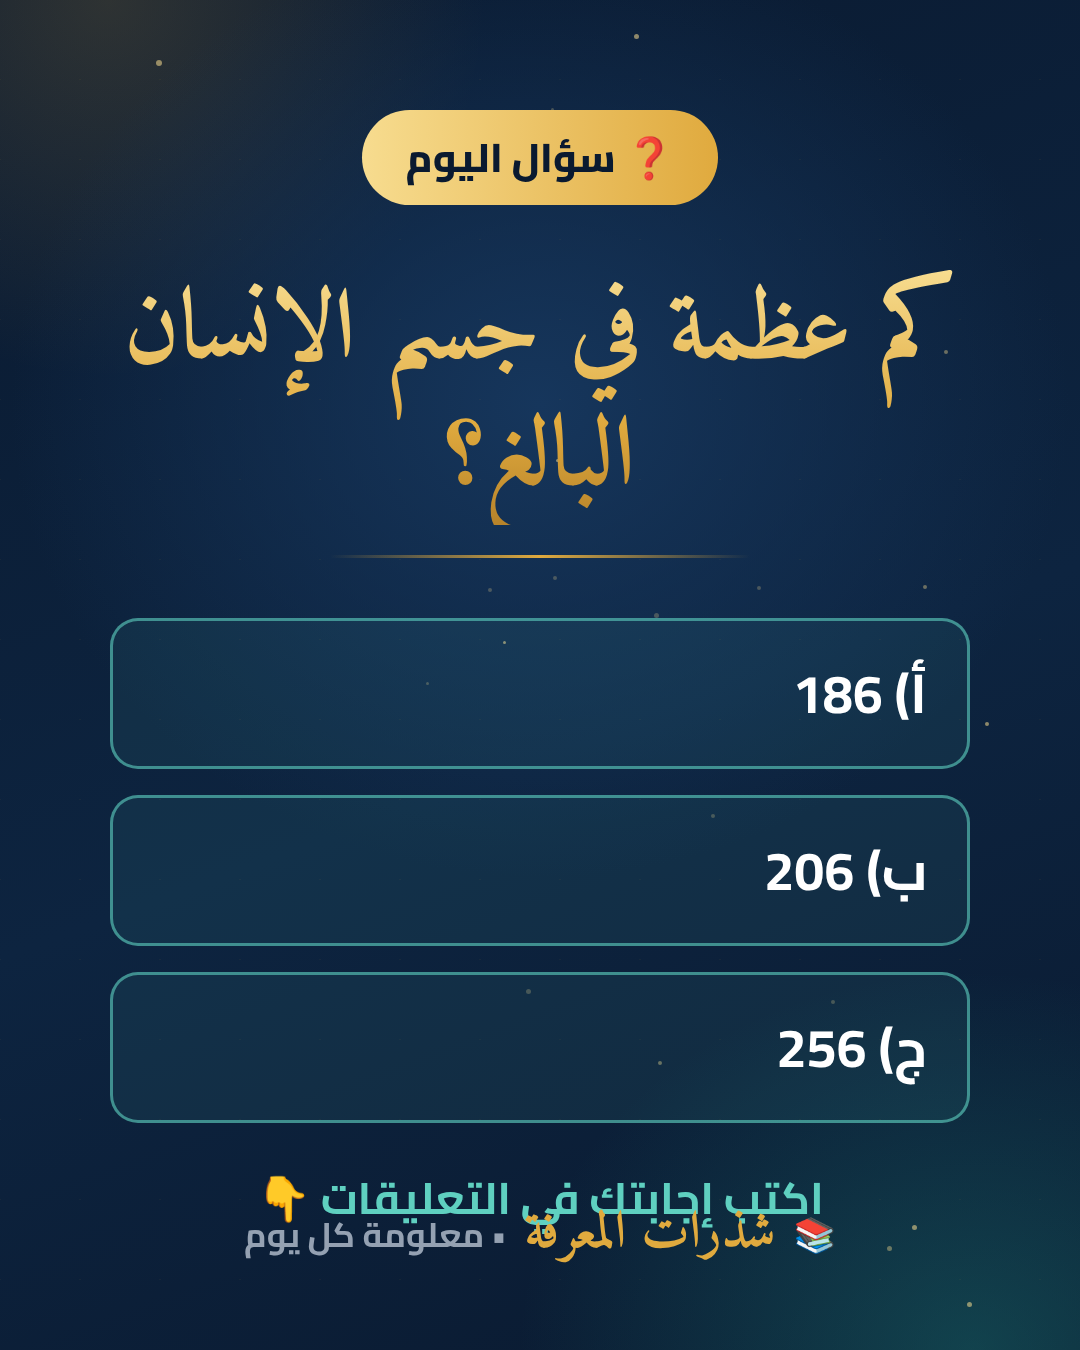 ❓ سؤال اليوم
كم عظمة في جسم الإنسان
البالغ؟
أ) 186
ب) 206
ج) 256
اكتب إجابتك في التعليقات 👇
📚 شذرات المعرفة ▪ معلومة كل يوم